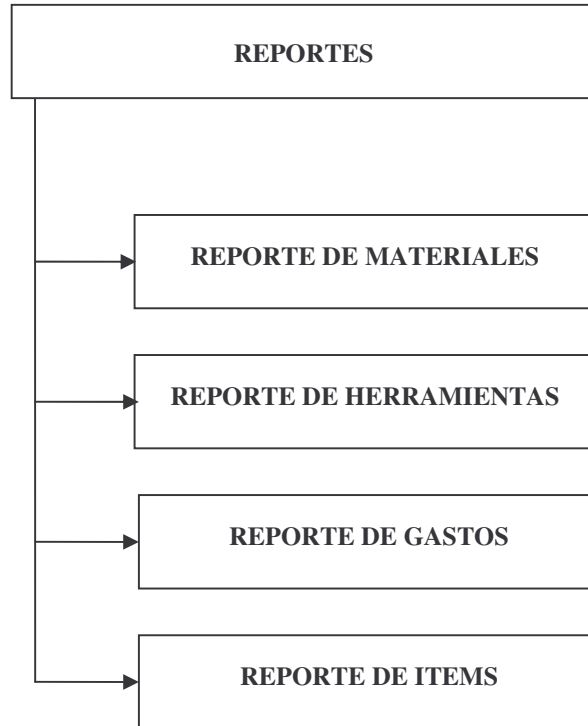 REPORTES
REPORTE DE MATERIALES
REPORTE DE HERRAMIENTAS
REPORTE DE GASTOS
REPORTE DE ITEMS